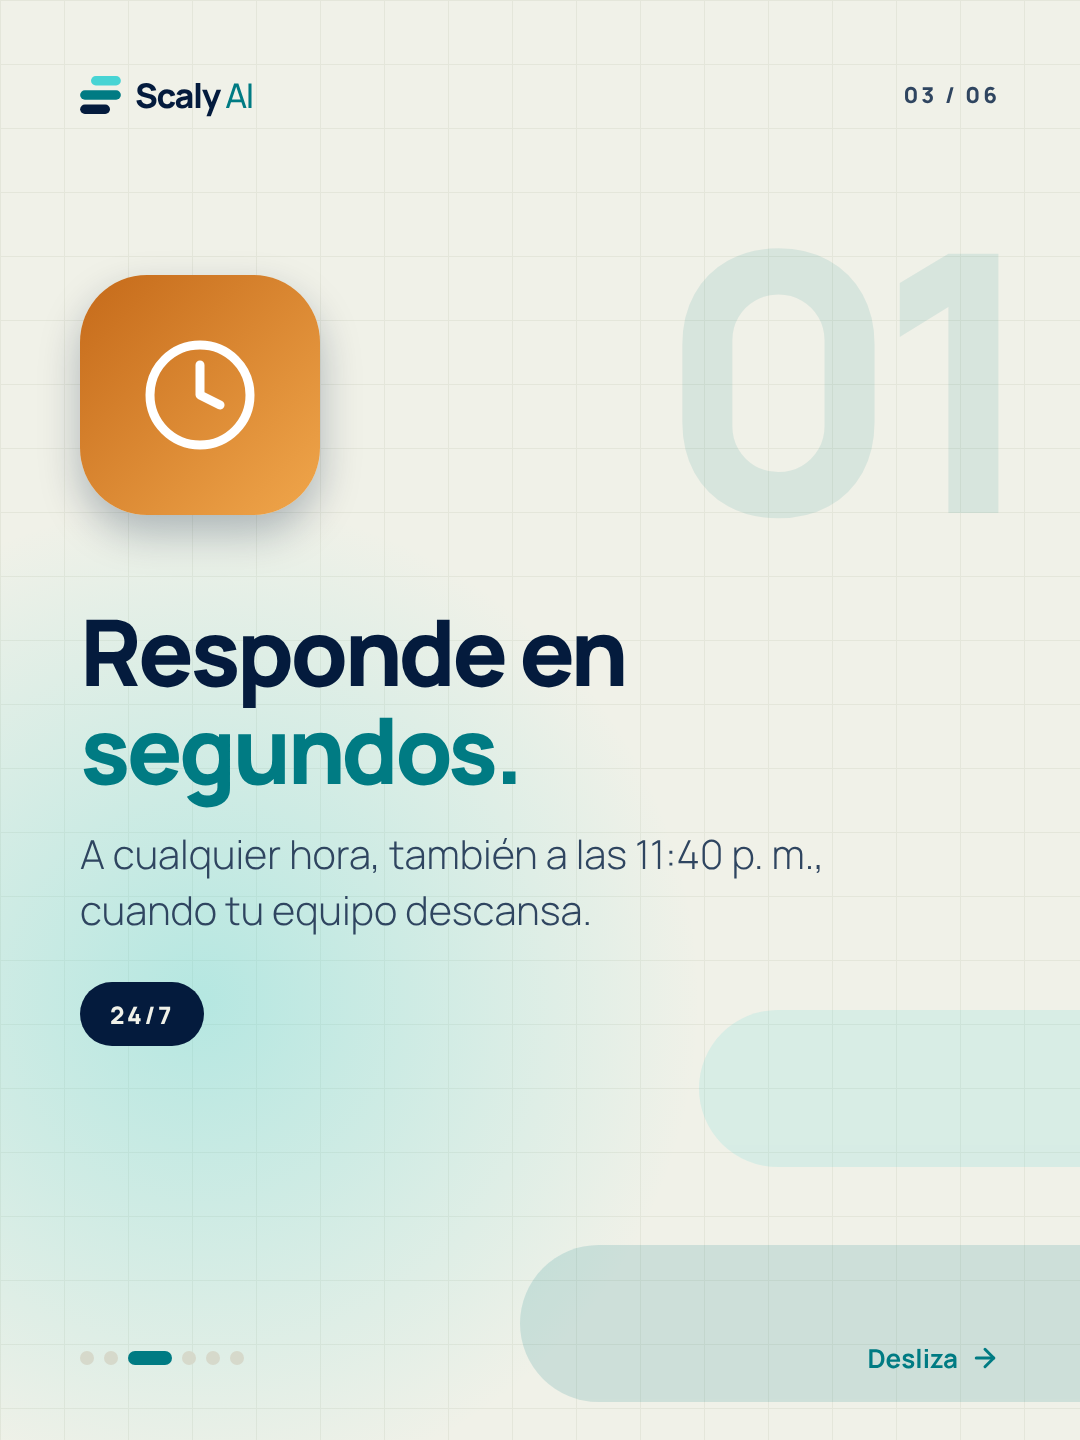 Scaly AI
03 / 06
01
Responde en
segundos.
A cualquier hora, también a las 11:40 p. m.,
cuando tu equipo descansa.
24/7
Desliza →